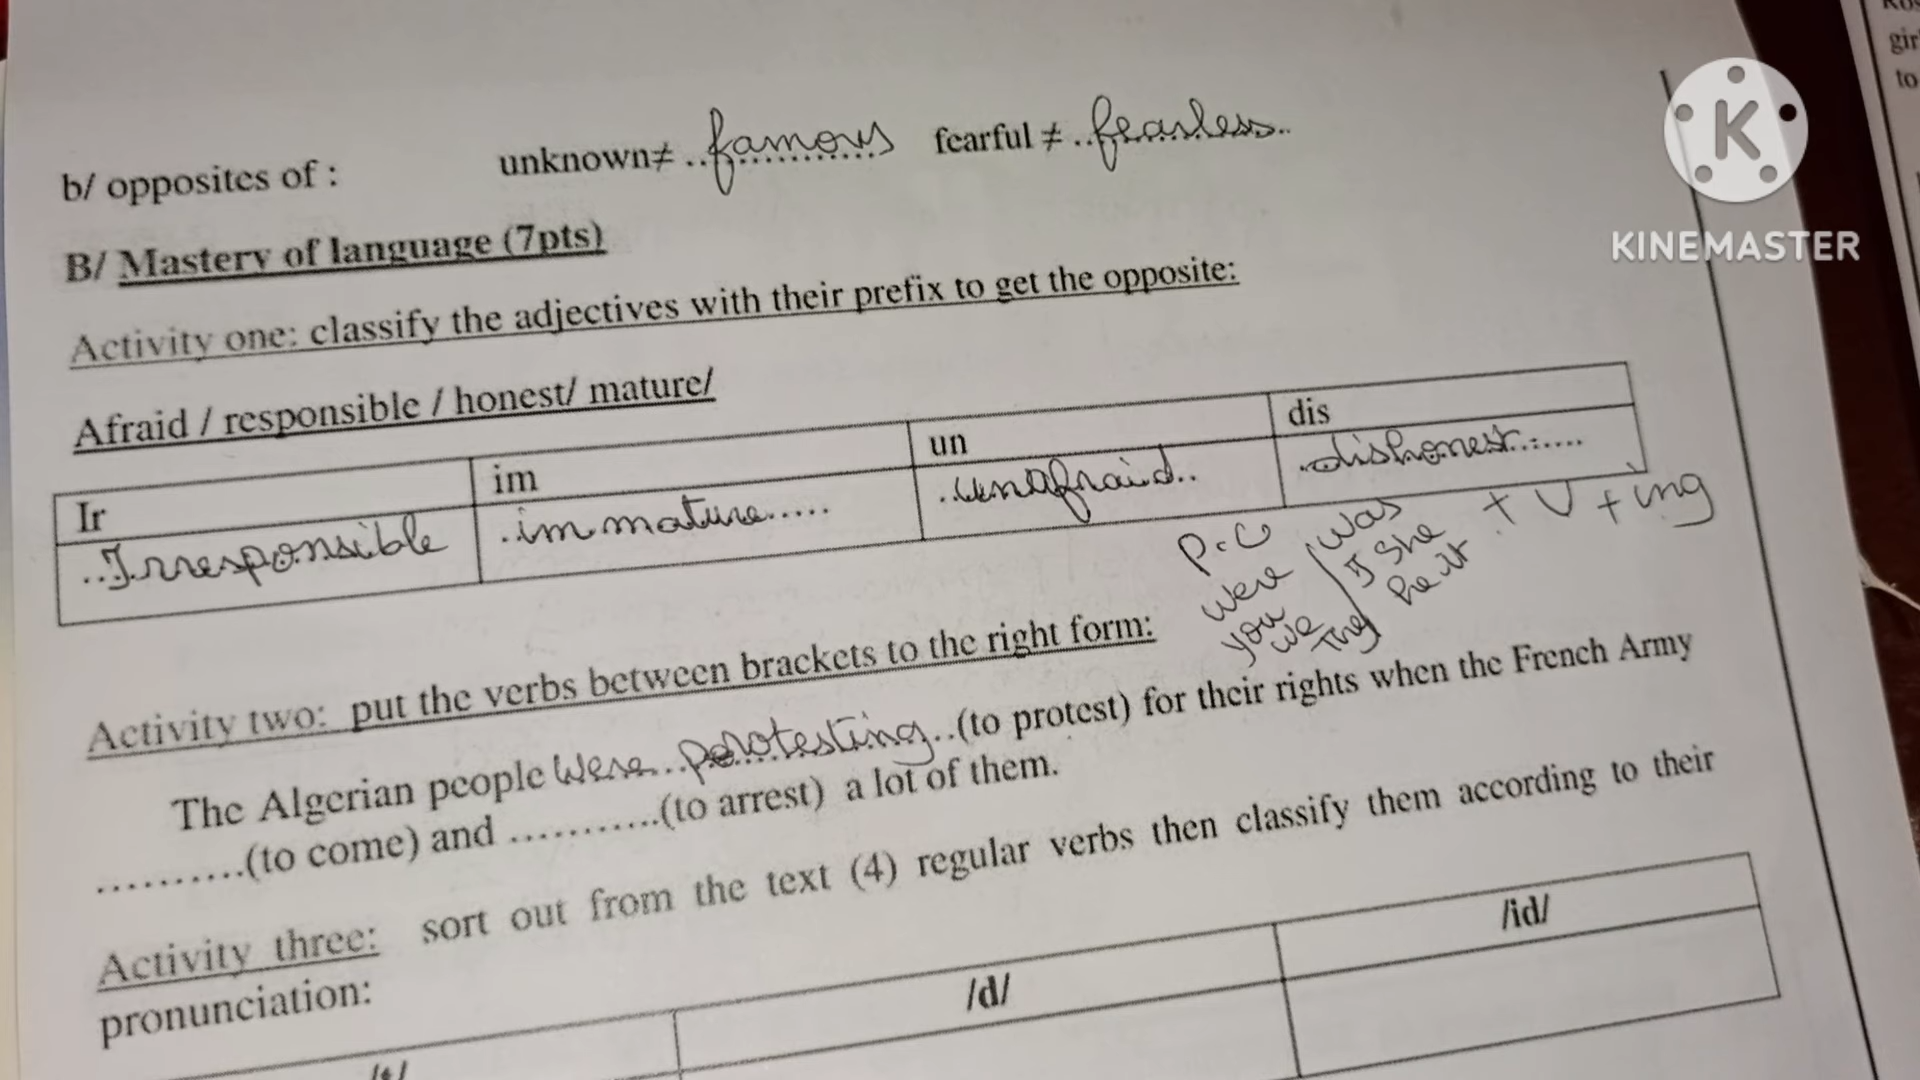 b/ opposites of : unknown≠ ..famous fearful ≠ ..fearless..
B/ Mastery of language (7pts)
Activity one: classify the adjectives with their prefix to get the opposite:
Afraid / responsible / honest/ mature/
Ir im un dis
..Irresponsible .immature..... .unafraid.. .dishonest......
P.C was + V + ing
were / I She
you he it
we
They
Activity two: put the verbs between brackets to the right form:
The Algerian people were...protesting..(to protest) for their rights when the French Army
...........(to come) and ............(to arrest) a lot of them.
Activity three: sort out from the text (4) regular verbs then classify them according to their
pronunciation:
/t/ /d/ /id/
K
KINEMASTER
gir
to